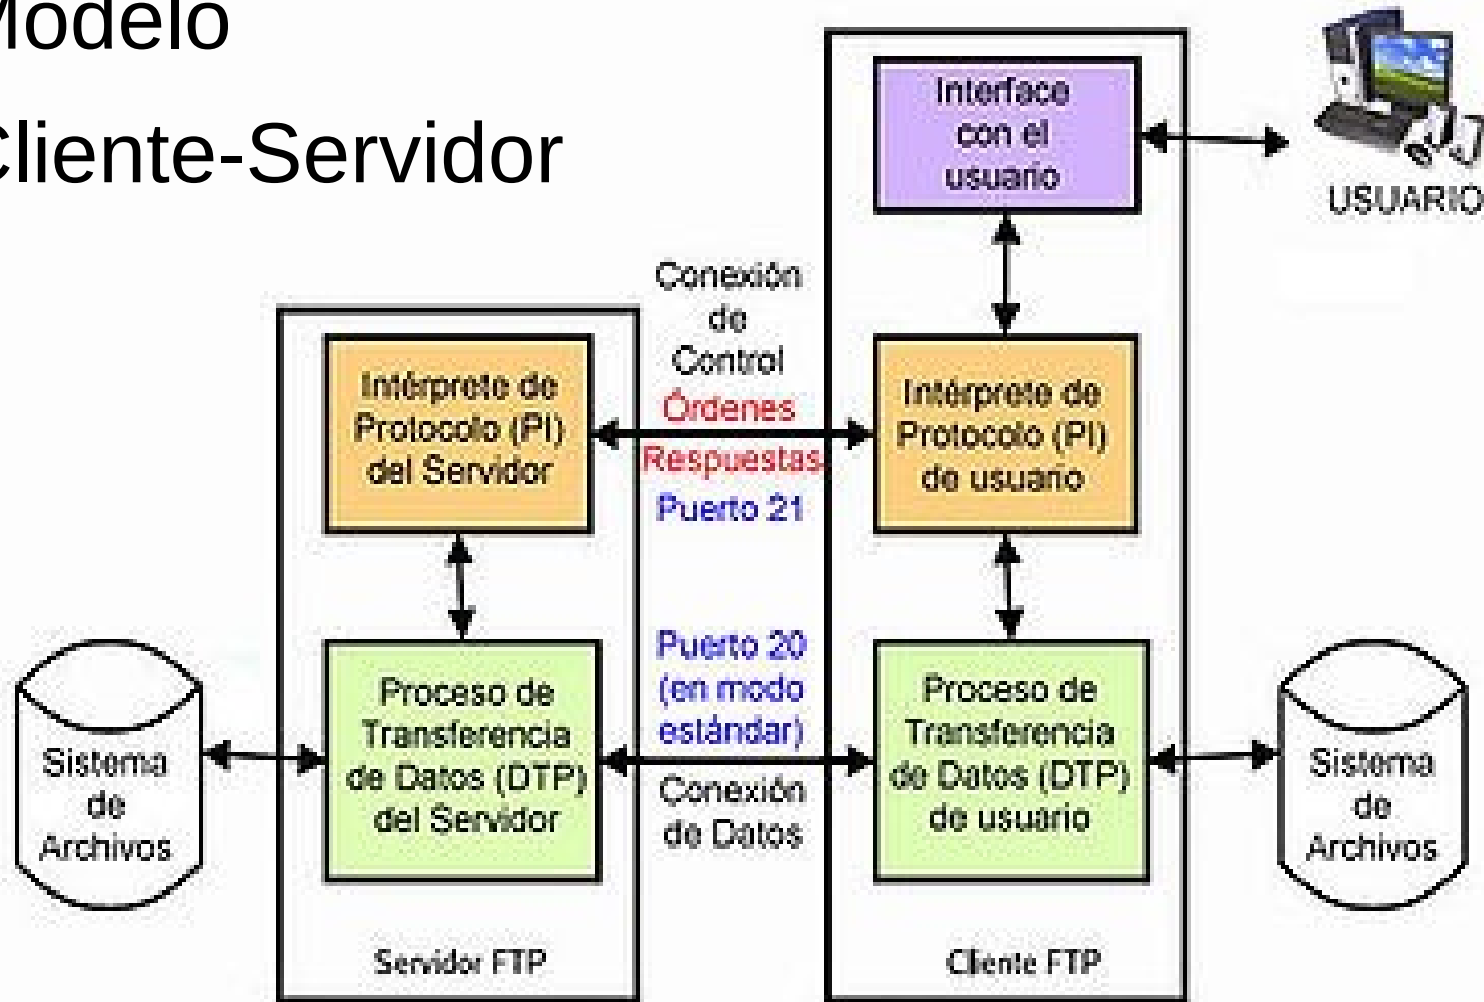 Modelo
Cliente-Servidor
Interface
con el
usuario
USUARIO
Conexión
de
Control
Órdenes
Respuestas
Puerto 21
Intérprete de
Protocolo (PI)
del Servidor
Intérprete de
Protocolo (PI)
de usuario
Puerto 20
(en modo
estándar)
Conexión
de Datos
Sistema
de
Archivos
Proceso de
Transferencia
de Datos (DTP)
del Servidor
Proceso de
Transferencia
de Datos (DTP)
de usuario
Sistema
de
Archivos
Servidor FTP
Cliente FTP